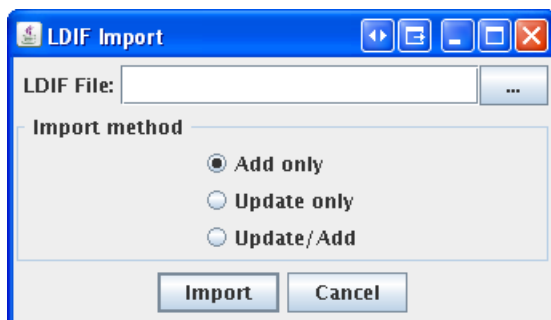 LDIF Import
LDIF File: ...
Import method
Add only
Update only
Update/Add
Import Cancel